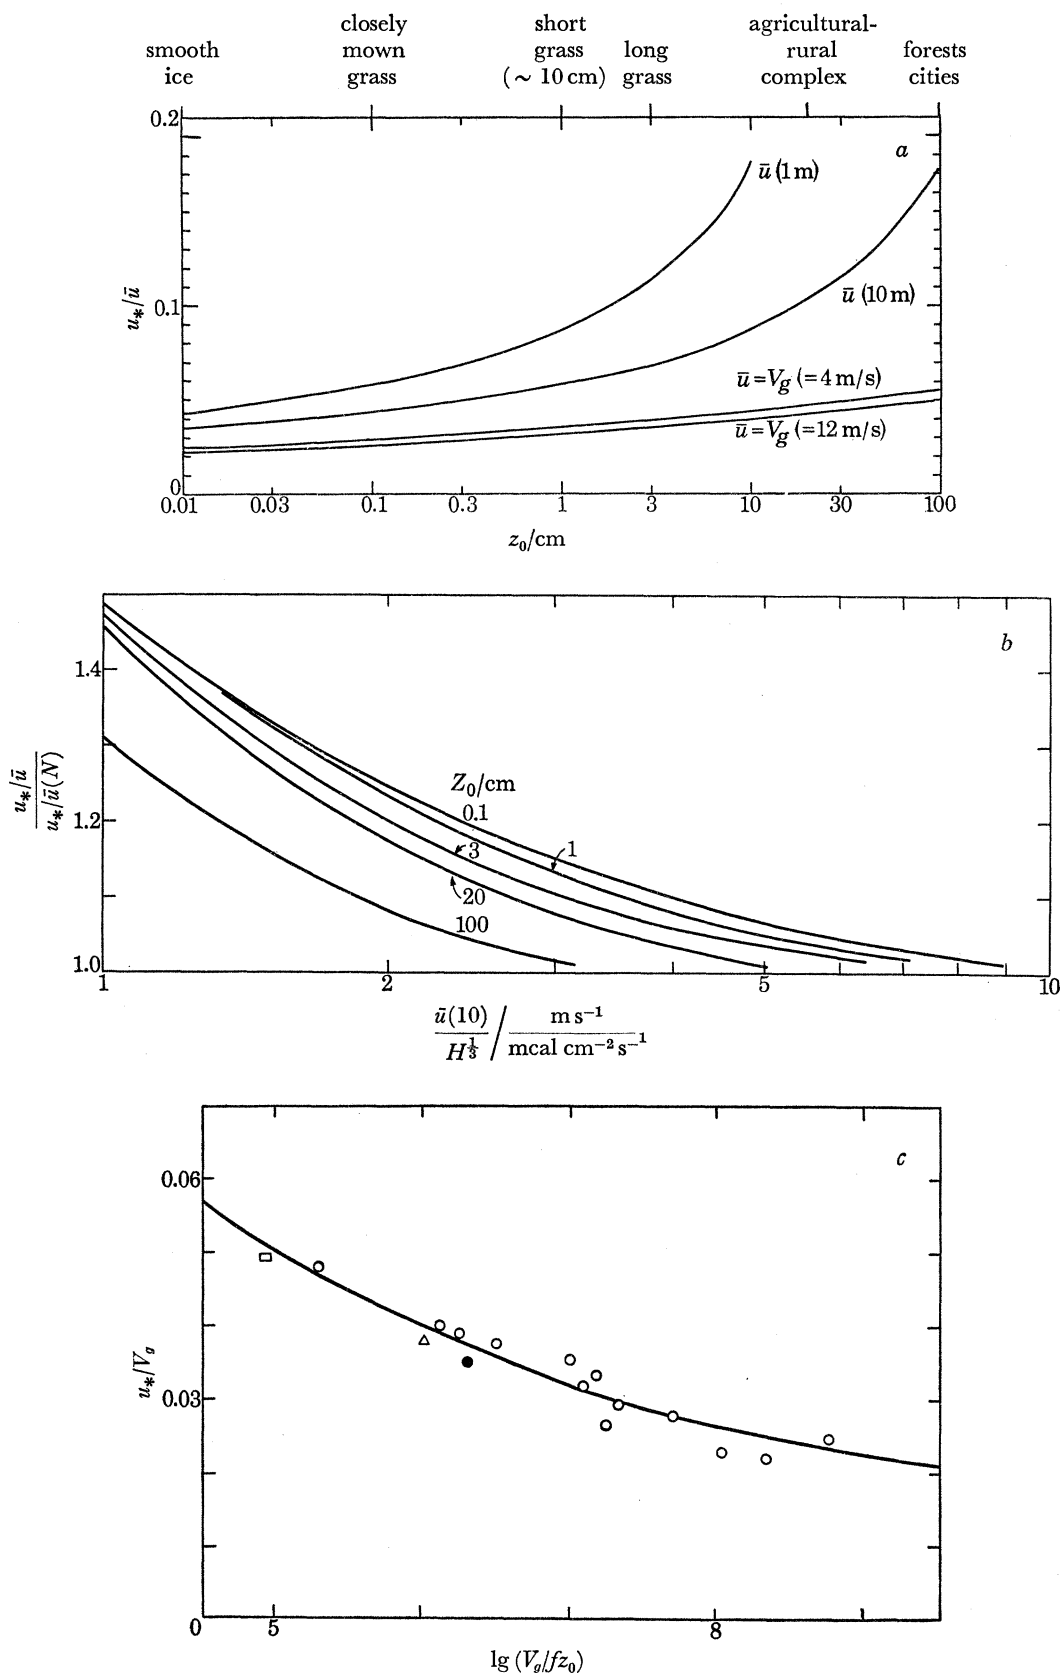 smooth ice
closely mown grass
short grass (~ 10 cm)
long grass
agricultural-rural complex
forests cities
0.2
a
ū (1 m)
u*/ū
0.1
ū (10 m)
ū = Vg (= 4 m/s)
ū = Vg (= 12 m/s)
0
0.01 0.03 0.1 0.3 1 3 10 30 100
z₀/cm
b
1.4
u*/ū
u*/ū(N)
Z₀/cm
0.1
1.2
3
1
20
100
1.0
1 2 5 10
ū(10) / m s⁻¹
H^⅓ mcal cm⁻² s⁻¹
c
0.06
u*/Vg
0.03
0 5 8
lg (Vg/fz₀)